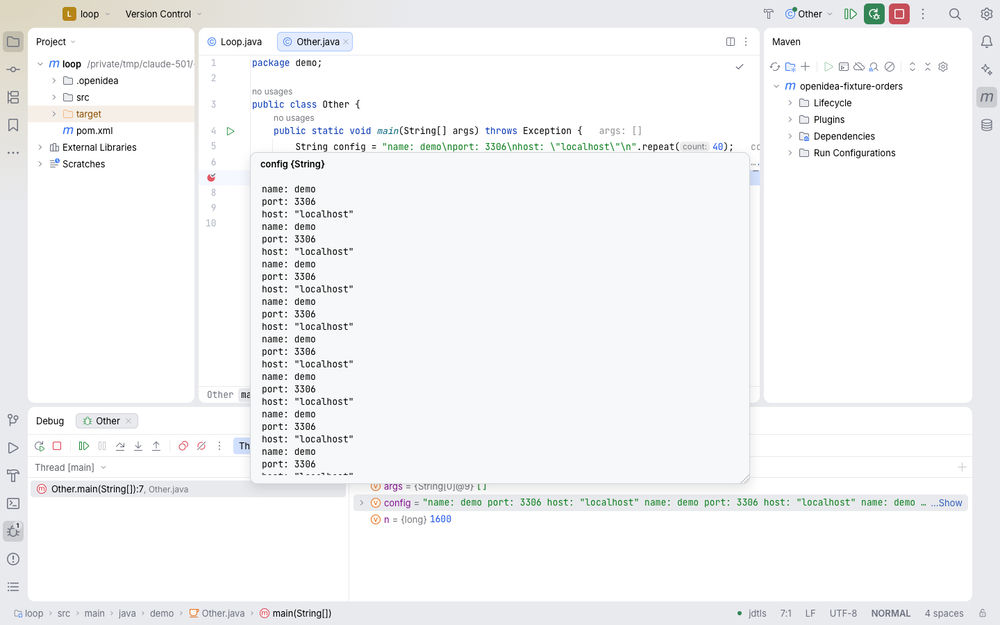 L loop Version Control Other
Project
loop /private/tmp/claude-501/
.openidea
src
target
pom.xml
External Libraries
Scratches
Loop.java Other.java
1 package demo;
2
no usages
3 public class Other {
no usages
4 public static void main(String[] args) throws Exception { args: []
5 String config = "name: demo\nport: 3306\nhost: \"localhost\"\n".repeat( count: 40);
6
8
9
10
config {String}
name: demo
port: 3306
host: "localhost"
name: demo
port: 3306
host: "localhost"
name: demo
port: 3306
host: "localhost"
name: demo
port: 3306
host: "localhost"
name: demo
port: 3306
host: "localhost"
name: demo
port: 3306
host: "localhost"
name: demo
port: 3306
host: "localhost"
name: demo
port: 3306
host: "localhost"
Other
Maven
m openidea-fixture-orders
Lifecycle
Plugins
Dependencies
Run Configurations
Debug Other
Thread [main]
Other.main(String[]):7, Other.java
args = {String[0]@9} []
config = "name: demo port: 3306 host: "localhost" name: demo port: 3306 host: "localhost" name: demo … ...Show
n = {long} 1600
loop › src › main › java › demo › Other.java › main(String[])
jdtls 7:1 LF UTF-8 NORMAL 4 spaces